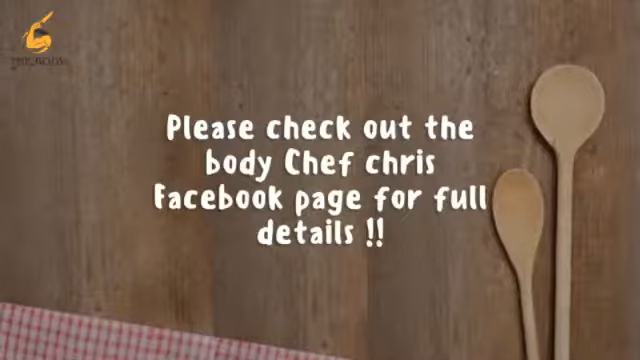 Please check out the
body Chef chris
Facebook page for full
details !!